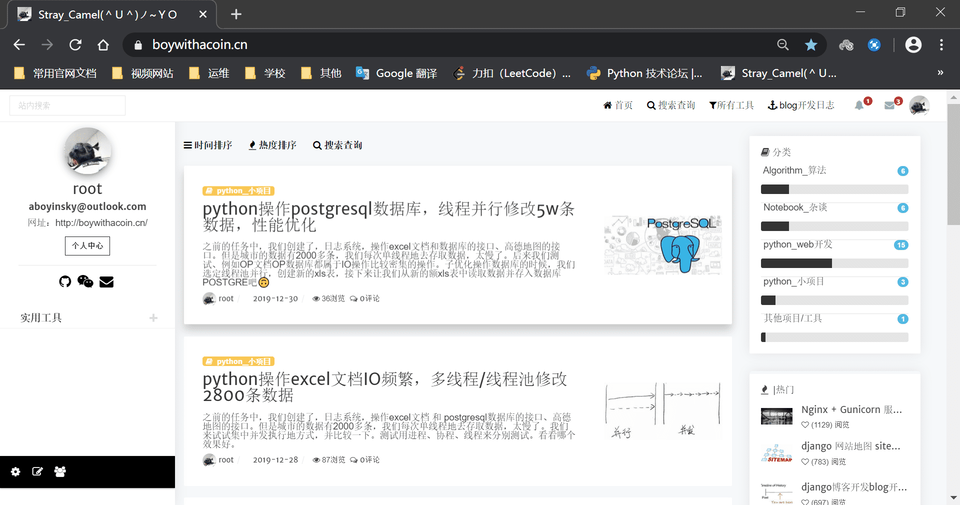 Stray_Camel(＾Ｕ＾)ノ~ＹＯ
boywithacoin.cn
常用官网文档
视频网站
运维
学校
其他
Google 翻译
力扣（LeetCode）...
Python 技术论坛 |...
Stray_Camel(＾Ｕ...
»
站内搜索
首页
搜索查询
所有工具
blog开发日志
1
3
root
aboyinsky@outlook.com
网址：http://boywithacoin.cn/
个人中心
实用工具
时间排序
热度排序
搜索查询
python_小项目
python操作postgresql数据库，线程并行修改5w条
数据，性能优化
之前的任务中，我们创建了，日志系统，操作excel文档和数据库的接口、高德地图的接
口。但是城市的数据有2000多条，我们每次单线程地去存取数据，太慢了。后来我们测
试、例如OP文档OP数据库都属于IO操作比较密集的操作。了优化操作数据库的时候，我们
选定线程池并行，创建新的xls表，接下来让我们从新的额xls表中读取数据并存入数据库
POSTGRE吧🙃
root 2019-12-30 36浏览 0评论
PostgreSQL
python_小项目
python操作excel文档IO频繁，多线程/线程池修改
2800条数据
之前的任务中，我们创建了，日志系统，操作excel文档 和 postgresql数据库的接口、高德
地图的接口。但是城市的数据有2000多条，我们每次单线程地去存取数据，太慢了。我们
来试试集中并发执行地方式，并比较一下。测试用进程、协程、线程来分别测试，看看哪个
效果好。
root 2019-12-28 87浏览 0评论
并行
并发
分类
Algorithm_算法 6
Notebook_杂谈 6
python_web开发 15
python_小项目 3
其他项目/工具 1
|热门
Nginx + Gunicorn 服...
(1129) 阅览
django 网站地图 site...
(783) 阅览
SITEMAP
django博客开发blog开...
(697) 阅览